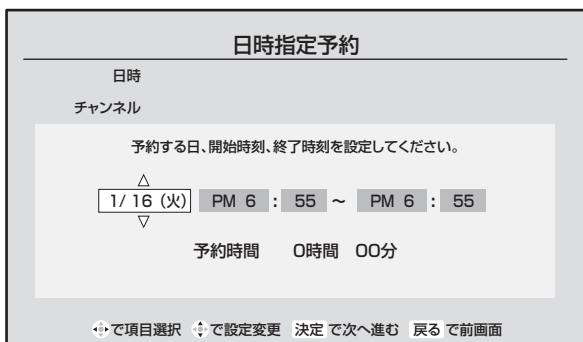 日時指定予約
日時
チャンネル
予約する日、開始時刻、終了時刻を設定してください。
1/ 16 (火) PM 6 : 55 ~ PM 6 : 55
予約時間 0時間 00分
で項目選択 で設定変更 決定 で次へ進む 戻る で前画面